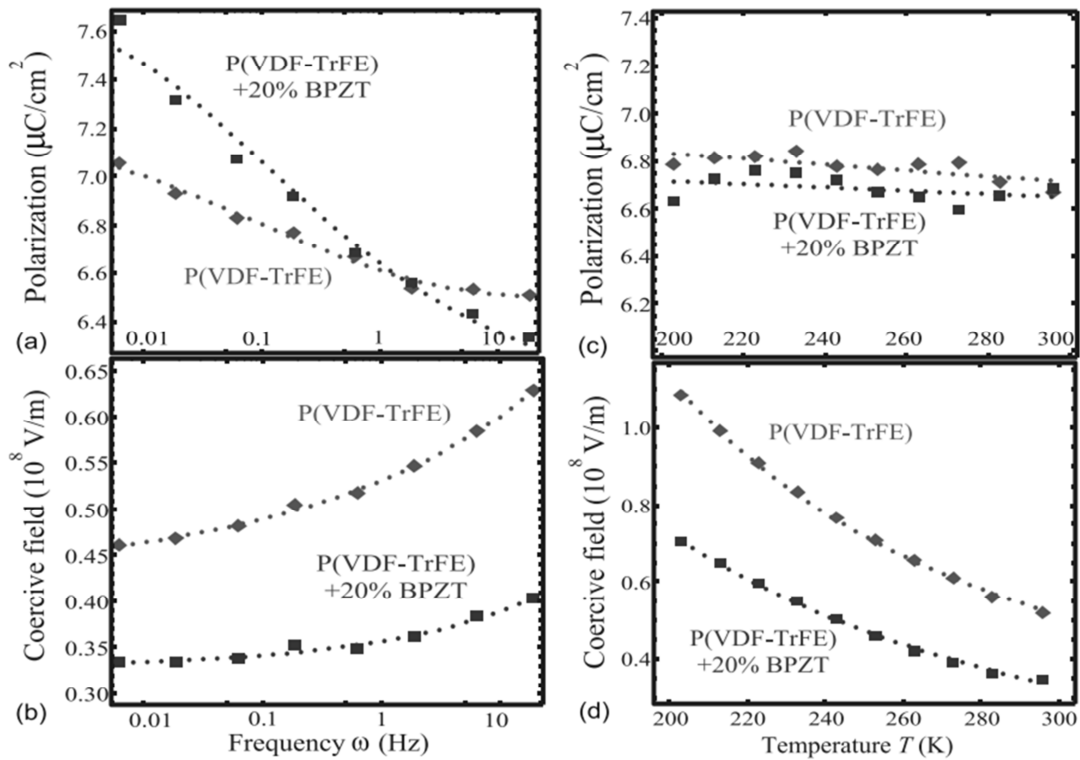 7.6
7.4
7.2
7.0
6.8
6.6
6.4
Polarization (μC/cm²)
P(VDF-TrFE)
+20% BPZT
P(VDF-TrFE)
(a)
0.01
0.1
1
10
7.4
7.2
7.0
6.8
6.6
6.4
6.2
Polarization (μC/cm²)
P(VDF-TrFE)
P(VDF-TrFE)
+20% BPZT
(c)
200
220
240
260
280
300
0.65
0.60
0.55
0.50
0.45
0.40
0.35
0.30
Coercive field (10⁸ V/m)
P(VDF-TrFE)
P(VDF-TrFE)
+20% BPZT
(b)
0.01
0.1
1
10
Frequency ω (Hz)
1.0
0.8
0.6
0.4
Coercive field (10⁸ V/m)
P(VDF-TrFE)
P(VDF-TrFE)
+20% BPZT
(d)
200
220
240
260
280
300
Temperature T (K)